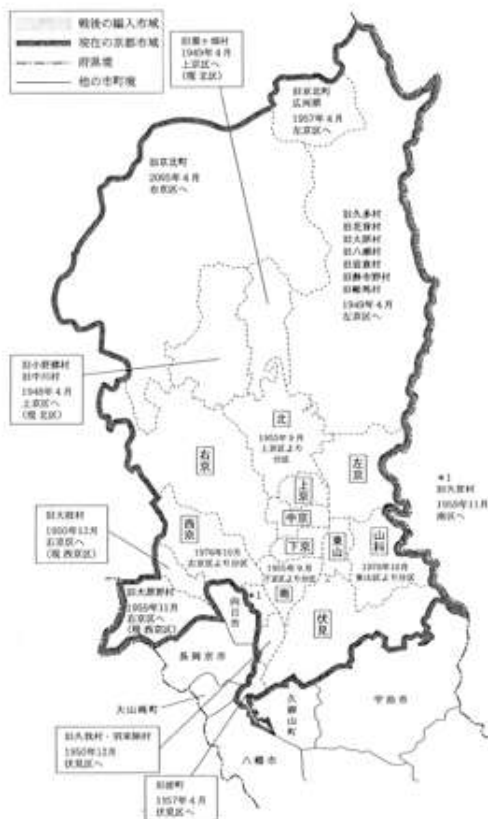 戦後の編入市域
現在の京都市域
府県境
他の市町境
旧雲ヶ畑村
1949年4月
上京区へ
(現 北区)
旧京北町
広河原
1957年4月
左京区へ
旧京北町
2005年4月
右京区へ
旧久多村
旧花脊村
旧大原村
旧八瀬村
旧岩倉村
旧静市野村
旧鞍馬村
1949年4月
左京区へ
旧小野郷村
旧中川村
1948年4月
上京区へ
(現 北区)
北
1955年9月
上京区より
分区
右京
左京
上京
中京
下京
東山
山科
*1
旧久世村
1959年11月
南区へ
西京
1976年10月
右京区より分区
1955年9月
下京区より分区
1976年10月
東山区より分区
旧大枝村
1950年12月
右京区へ
(現 西京区)
旧大原野村
1959年11月
右京区へ
(現 西京区)
向日市
*1
南
伏見
長岡京市
大山崎町
久御山町
宇治市
八幡市
旧久我村・羽束師村
1950年12月
伏見区へ
旧淀町
1957年4月
伏見区へ